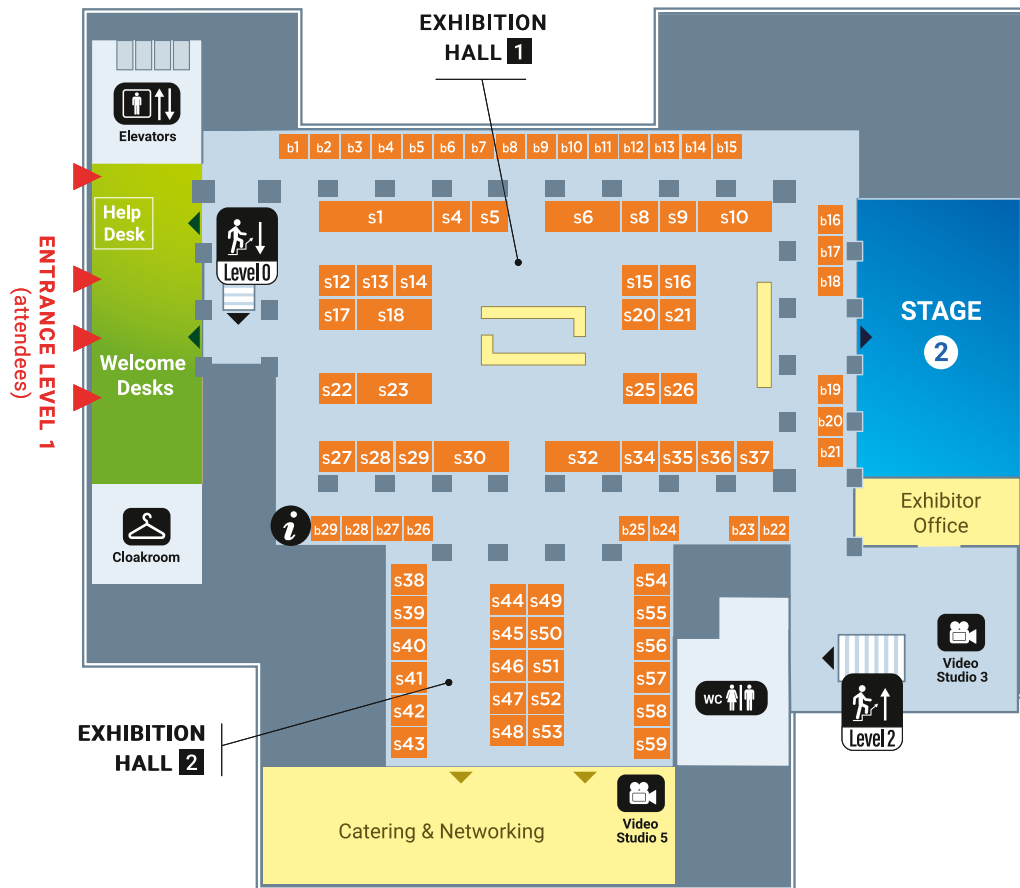 EXHIBITION
HALL 1
Elevators
b1 b2 b3 b4 b5 b6 b7 b8 b9 b10 b11 b12 b13 b14 b15
Help
Desk
Level 0
s1 s4 s5 s6 s8 s9 s10
b16
b17
b18
s12 s13 s14 s15 s16
s17 s18 s20 s21
ENTRANCE LEVEL 1
(attendees)
Welcome
Desks
STAGE
2
s22 s23 s25 s26
b19
b20
b21
s27 s28 s29 s30 s32 s34 s35 s36 s37
Exhibitor
Office
Cloakroom
i
b29 b28 b27 b26 b25 b24 b23 b22
s38
s39
s40
s41
s42
s43
s44 s49
s45 s50
s46 s51
s47 s52
s48 s53
s54
s55
s56
s57
s58
s59
WC
Video
Studio 3
Level 2
EXHIBITION
HALL 2
Catering & Networking
Video
Studio 5